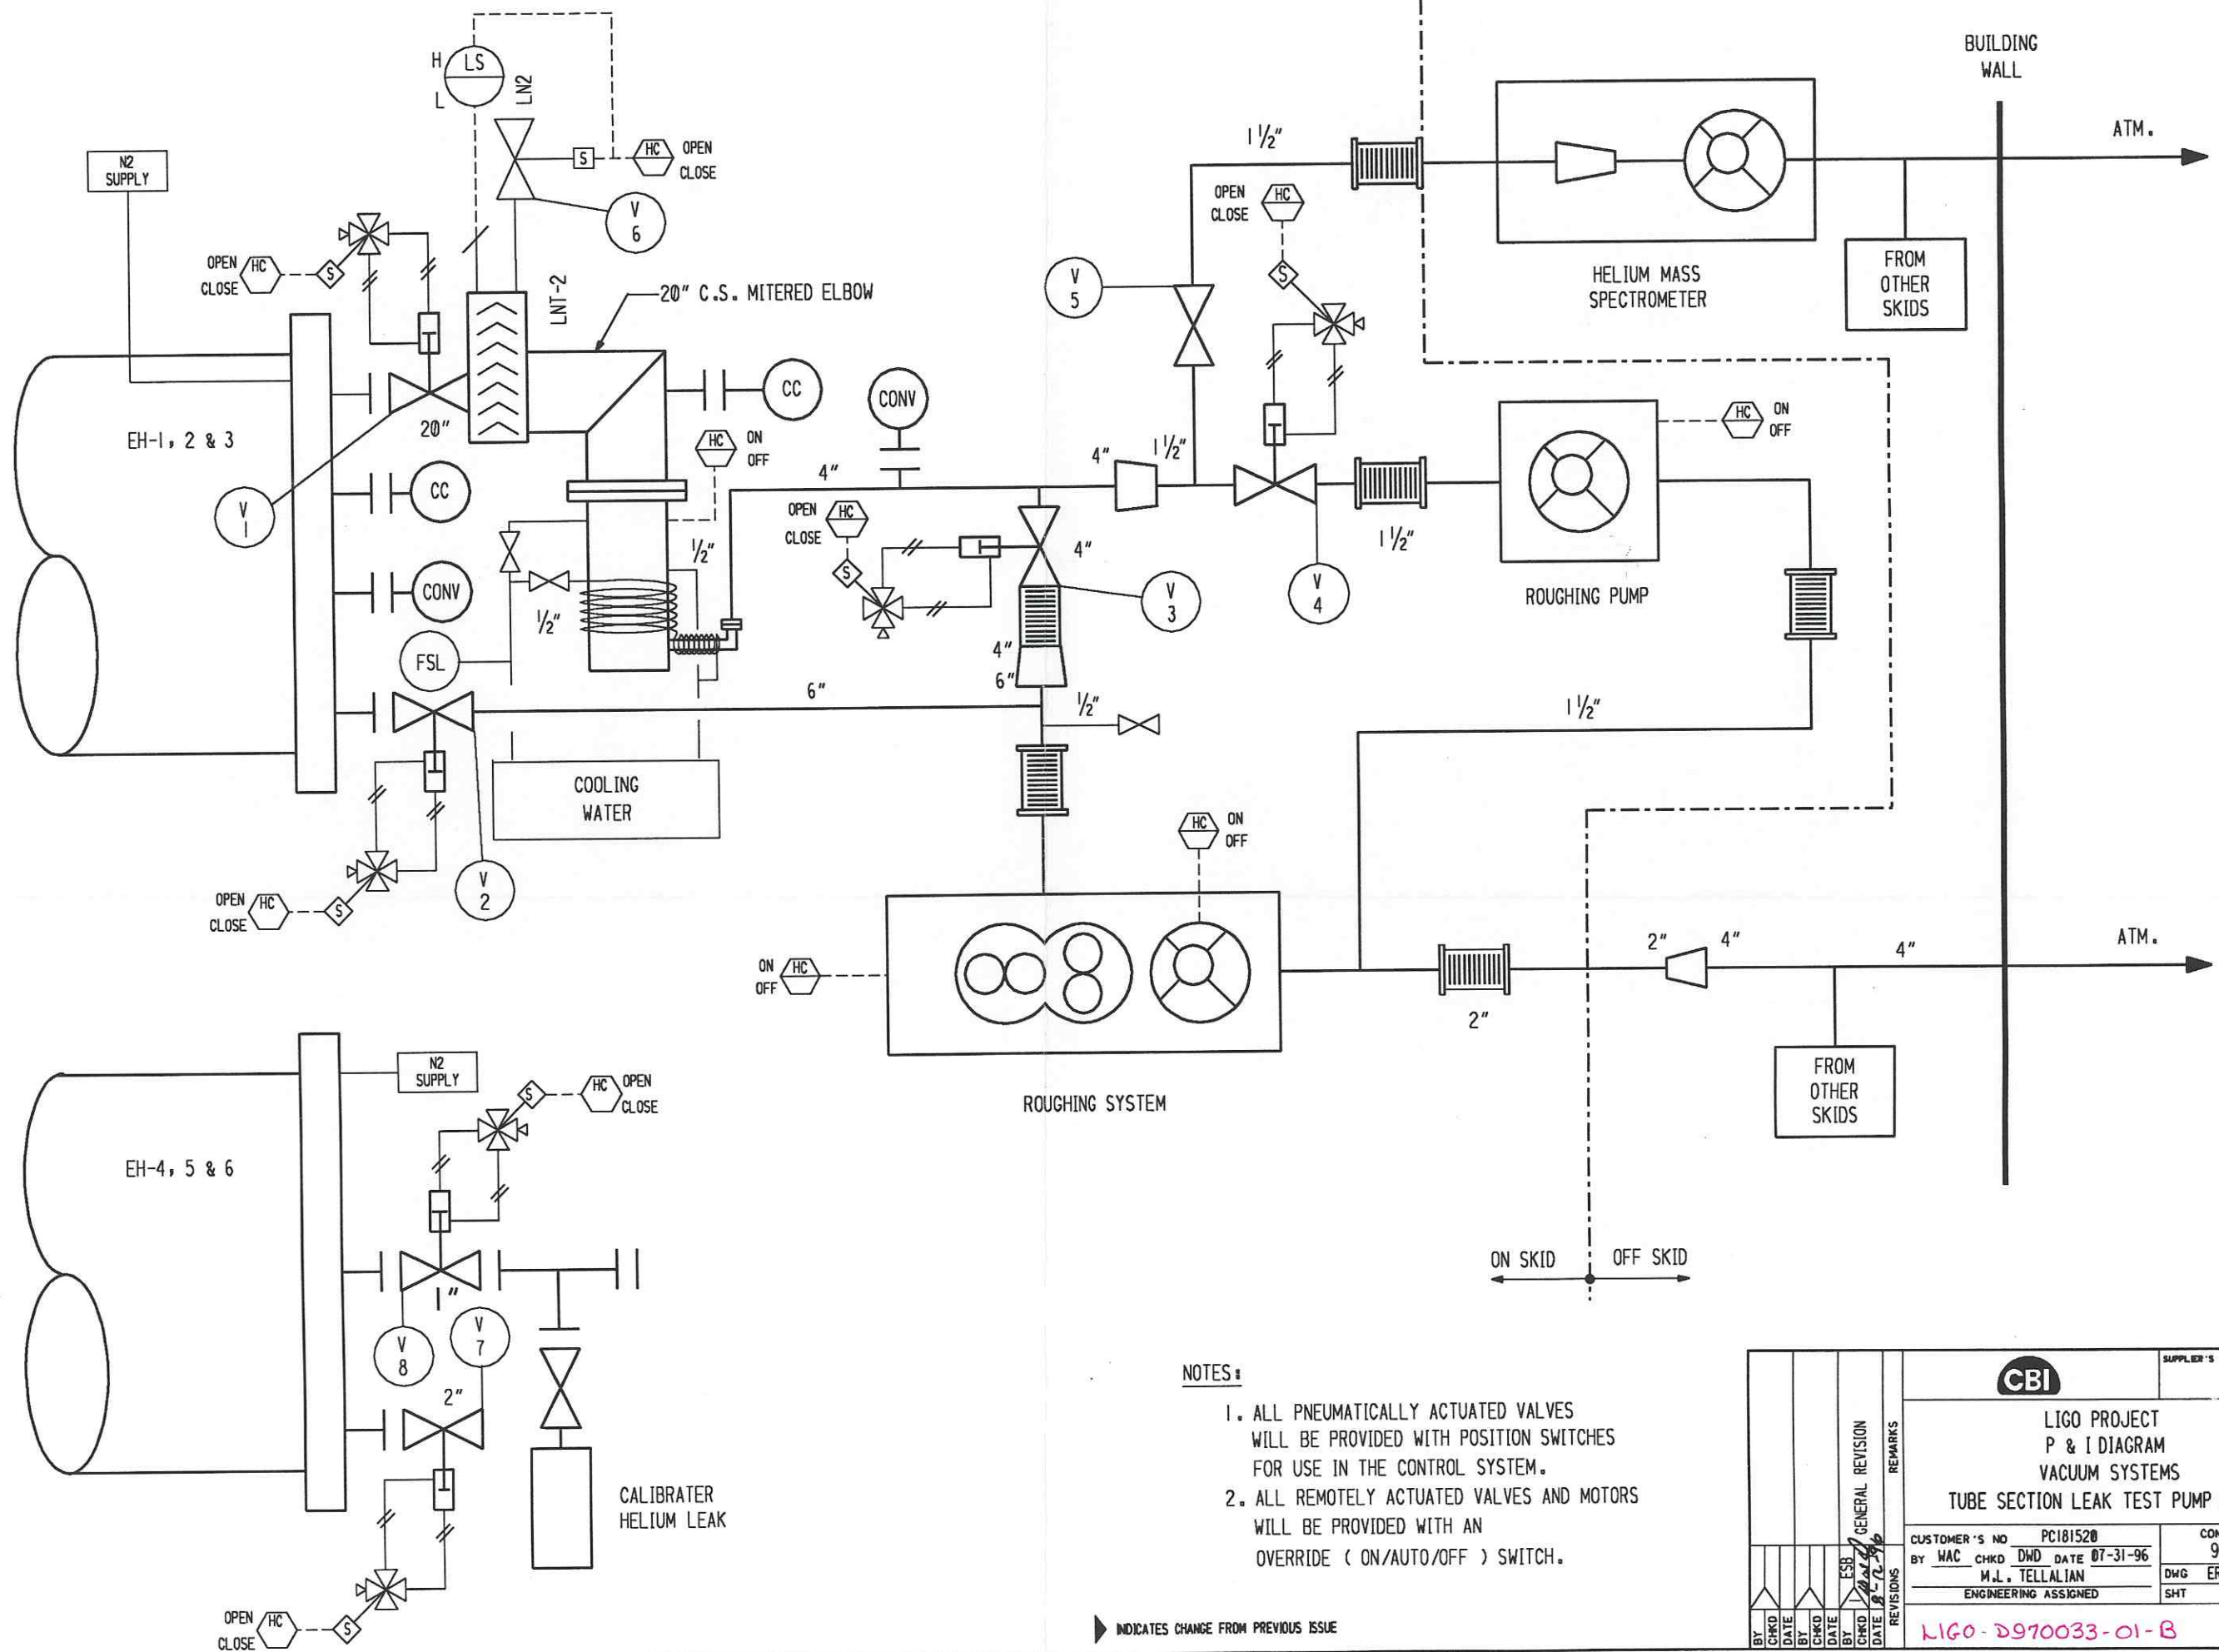 H
LS
L
LN2
S
HC
OPEN
CLOSE
V
6
N2
SUPPLY
OPEN
HC
CLOSE
S
LNT-2
20" C.S. MITERED ELBOW
EH-1, 2 & 3
20"
CC
V
1
CC
CONV
FSL
HC
ON
OFF
1/2"
1/2"
CONV
4"
OPEN
HC
CLOSE
S
4"
V
3
4"
6"
6"
1/2"
4"
1 1/2"
V
5
1 1/2"
OPEN
HC
CLOSE
S
V
4
1 1/2"
HELIUM MASS
SPECTROMETER
FROM
OTHER
SKIDS
BUILDING
WALL
ATM.
HC
ON
OFF
ROUGHING PUMP
1 1/2"
COOLING
WATER
V
2
OPEN
HC
CLOSE
S
HC
ON
OFF
ON
HC
OFF
ROUGHING SYSTEM
2"
2"
4"
4"
ATM.
FROM
OTHER
SKIDS
ON SKID
OFF SKID
N2
SUPPLY
S
HC
OPEN
CLOSE
EH-4, 5 & 6
1"
V
8
V
7
2"
CALIBRATER
HELIUM LEAK
OPEN
HC
CLOSE
S
NOTES:
1. ALL PNEUMATICALLY ACTUATED VALVES
WILL BE PROVIDED WITH POSITION SWITCHES
FOR USE IN THE CONTROL SYSTEM.
2. ALL REMOTELY ACTUATED VALVES AND MOTORS
WILL BE PROVIDED WITH AN
OVERRIDE ( ON/AUTO/OFF ) SWITCH.
INDICATES CHANGE FROM PREVIOUS ISSUE
BY
CHKD
DATE
BY
CHKD
DATE
BY ESB
CHKD
DATE 8-12-96
1
GENERAL REVISION
REMARKS
REVISIONS
CBI
SUPPLIER'S
LIGO PROJECT
P & I DIAGRAM
VACUUM SYSTEMS
TUBE SECTION LEAK TEST PUMP
CUSTOMER'S NO PC181520
BY WAC CHKD DWD DATE 07-31-96
M.L. TELLALIAN
ENGINEERING ASSIGNED
DWG
SHT
LIGO-D970033-01-B